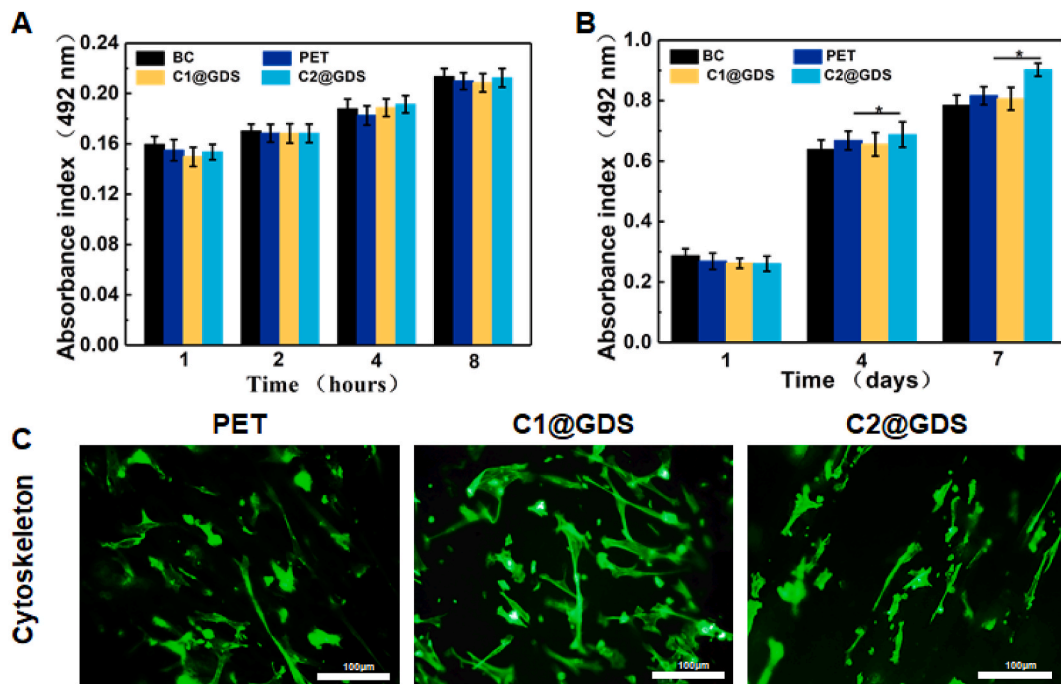 A
Absorbance index (492 nm)
0.24
0.20
0.16
0.12
0.08
0.04
0.00
BC PET
C1@GDS C2@GDS
1 2 4 8
Time (hours)
B
Absorbance index (492 nm)
1.0
0.8
0.6
0.4
0.2
0.0
BC PET
C1@GDS C2@GDS
*
*
1 4 7
Time (days)
C
PET C1@GDS C2@GDS
Cytoskeleton
100μm 100μm 100μm